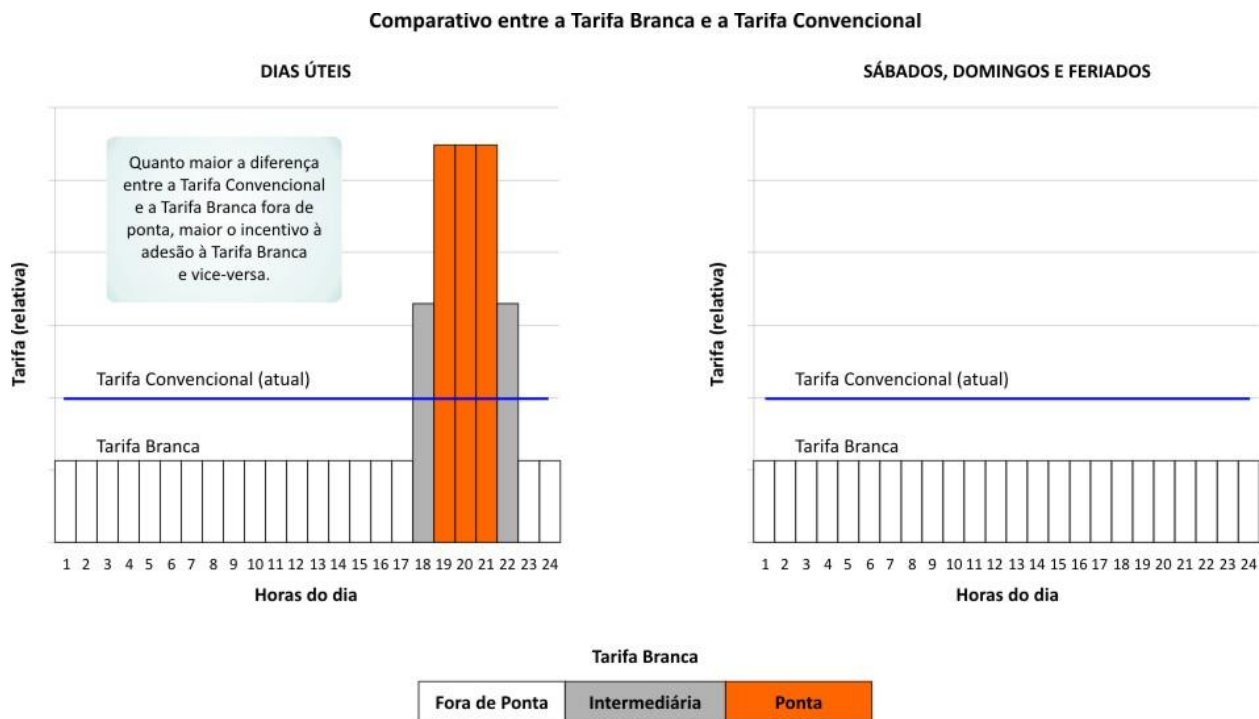 Comparativo entre a Tarifa Branca e a Tarifa Convencional
DIAS ÚTEIS
Quanto maior a diferença
entre a Tarifa Convencional
e a Tarifa Branca fora de
ponta, maior o incentivo à
adesão à Tarifa Branca
e vice-versa.
Tarifa (relativa)
Tarifa Convencional (atual)
Tarifa Branca
1 2 3 4 5 6 7 8 9 10 11 12 13 14 15 16 17 18 19 20 21 22 23 24
Horas do dia
SÁBADOS, DOMINGOS E FERIADOS
Tarifa (relativa)
Tarifa Convencional (atual)
Tarifa Branca
1 2 3 4 5 6 7 8 9 10 11 12 13 14 15 16 17 18 19 20 21 22 23 24
Horas do dia
Tarifa Branca
Fora de Ponta Intermediária Ponta